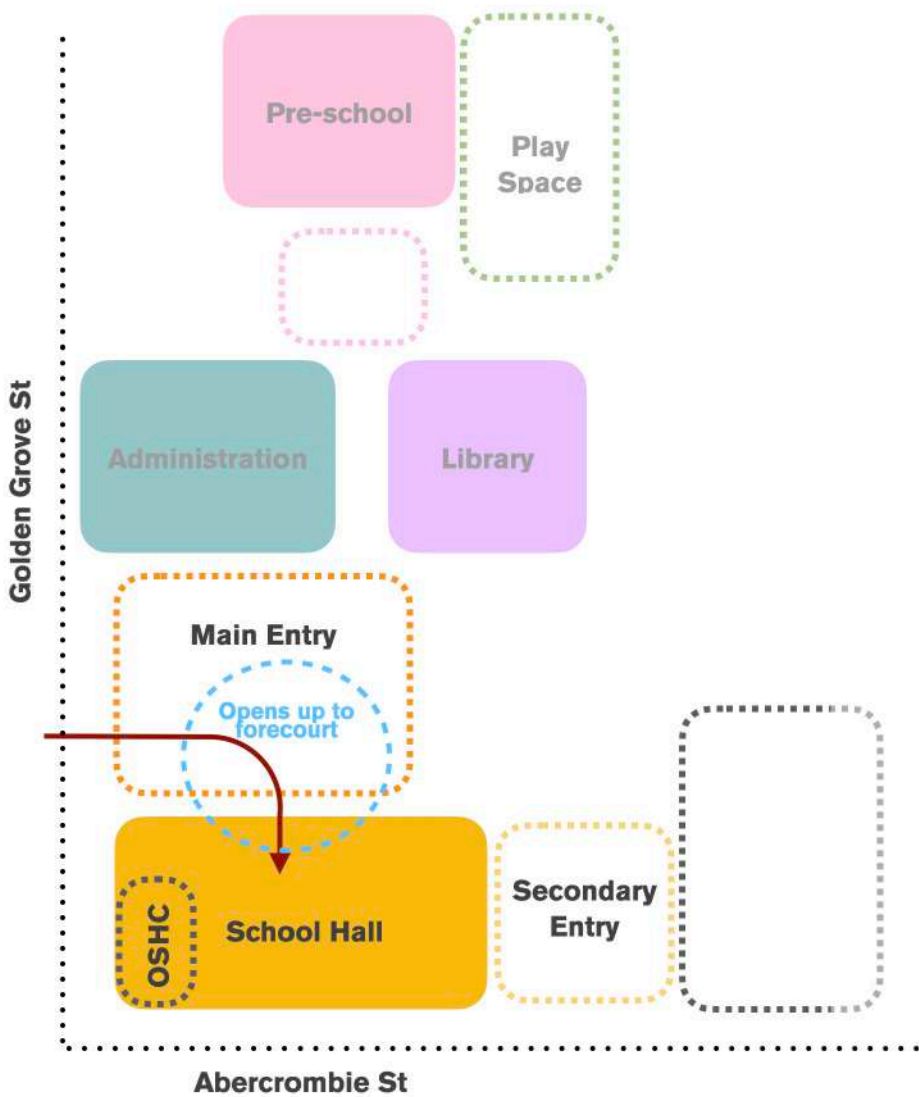 Pre-school
Play
Space
Golden Grove St
Administration
Library
Main Entry
Opens up to
forecourt
OSHC
School Hall
Secondary
Entry
Abercrombie St